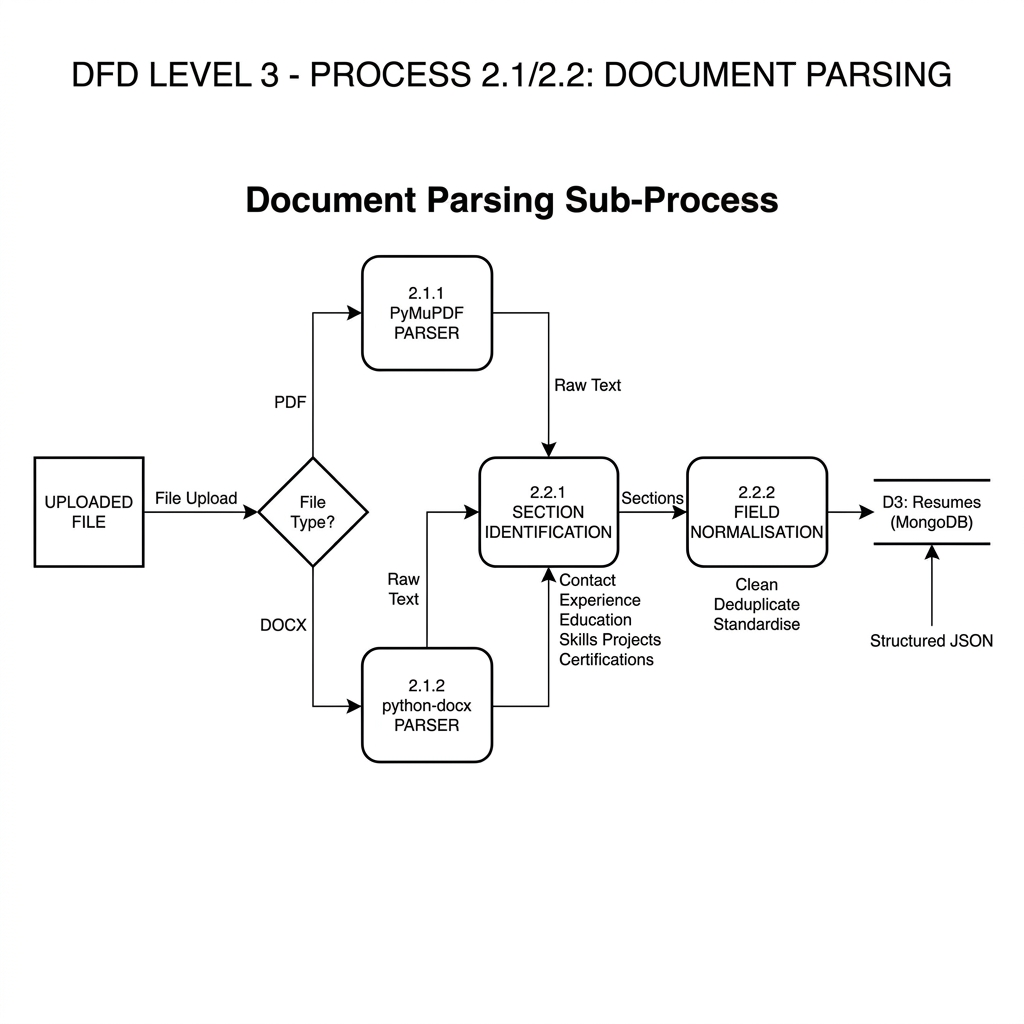 DFD LEVEL 3 - PROCESS 2.1/2.2: DOCUMENT PARSING
Document Parsing Sub-Process
2.1.1
PyMuPDF
PARSER
Raw Text
PDF
UPLOADED
FILE
File Upload
File
Type?
2.2.1
SECTION
IDENTIFICATION
Sections
2.2.2
FIELD
NORMALISATION
D3: Resumes
(MongoDB)
Raw
Text
Contact
Experience
Education
Skills Projects
Certifications
Clean
Deduplicate
Standardise
Structured JSON
DOCX
2.1.2
python-docx
PARSER